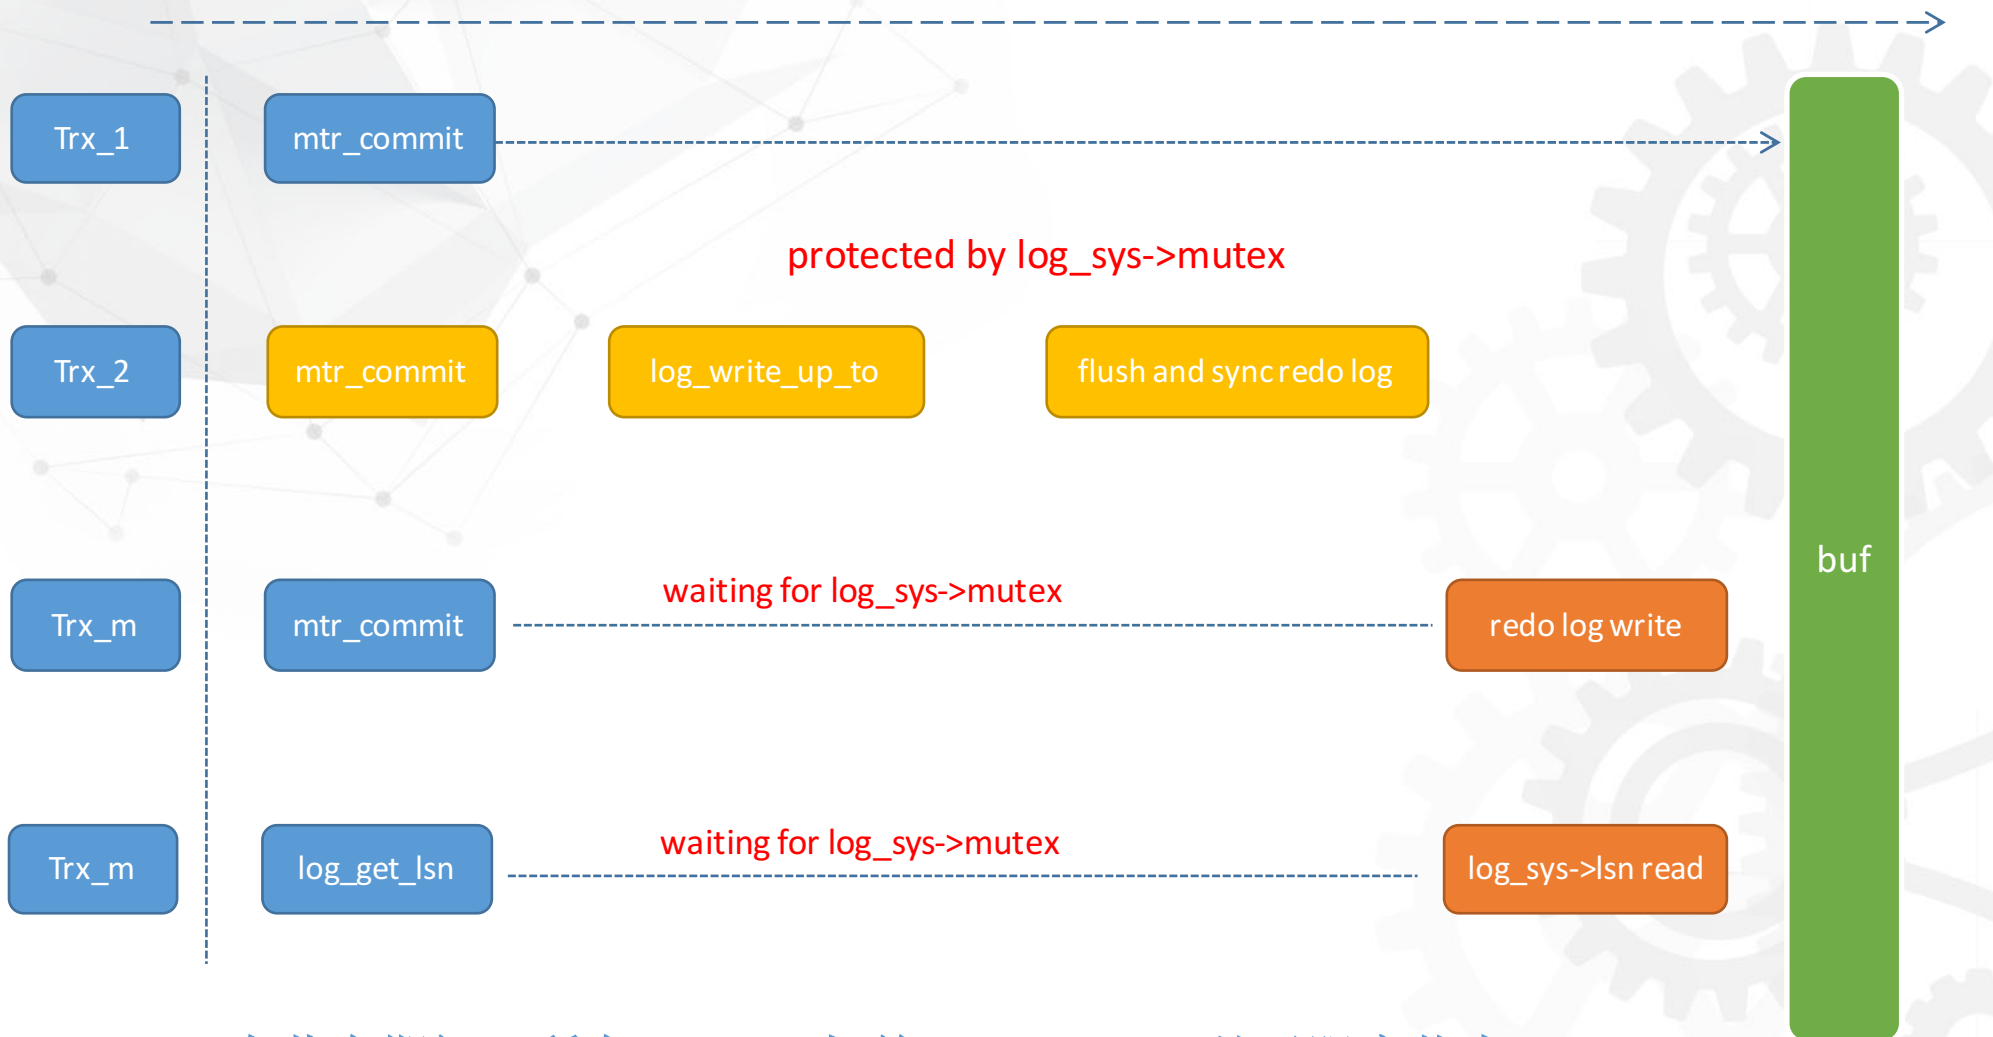 Trx_1
mtr_commit
protected by log_sys->mutex
Trx_2
mtr_commit
log_write_up_to
flush and sync redo log
buf
Trx_m
mtr_commit
waiting for log_sys->mutex
redo log write
Trx_m
log_get_lsn
waiting for log_sys->mutex
log_sys->lsn read